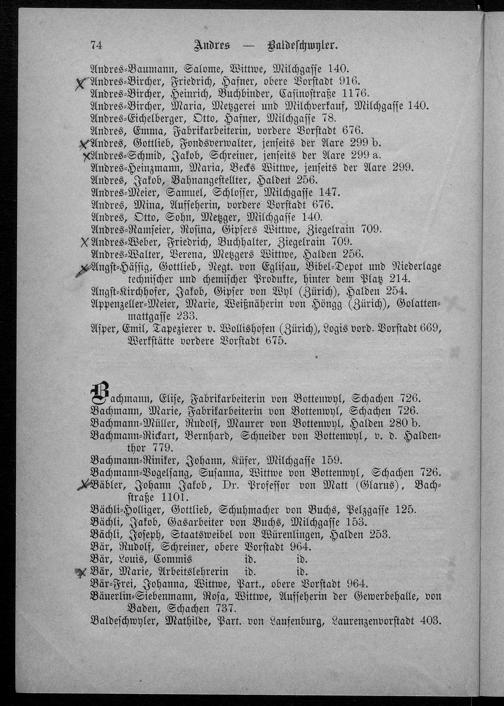 74 Andres — Baldeschwyler.
Andres-Baumann, Salome, Wittwe, Milchgasse 140.
Andres-Bircher, Friedrich, Hafner, obere Vorstadt 916.
Andres-Bircher, Heinrich, Buchbinder, Casinostraße 1176.
Andres-Bircher, Maria, Metzgerei und Milchverkauf, Milchgasse 140.
Andres-Eichelberger, Otto, Hafner, Milchgasse 78.
Andres, Emma, Fabrikarbeiterin, vordere Vorstadt 676.
Andres, Gottlieb, Fondsverwalter, jenseits der Aare 299 b.
Andres-Schmid, Jakob, Schreiner, jenseits der Aare 299 a.
Andres-Heinzmann, Maria, Becks Wittwe, jenseits der Aare 299.
Andres, Jakob, Bahnangestellter, Halden 256.
Andres-Meier, Samuel, Schlosser, Milchgasse 147.
Andres, Mina, Aufseherin, vordere Vorstadt 676.
Andres, Otto, Sohn, Metzger, Milchgasse 140.
Andres-Ramseier, Rosina, Gipsers Wittwe, Ziegelrain 709.
Andres-Weber, Friedrich, Buchhalter, Ziegelrain 709.
Andres-Walter, Verena, Metzgers Wittwe, Halden 256.
Angst-Hässig, Gottlieb, Negt. von Eglisau, Bibel-Depot und Niederlage
technischer und chemischer Produkte, hinter dem Platz 214.
Angst-Kirchhofer, Jakob, Gipser von Wyl (Zürich), Halden 254.
Appenzeller-Meier, Marie, Weißnäherin von Höngg (Zürich), Golatten-
mattgasse 233.
Asper, Emil, Tapezierer v. Wollishofen (Zürich), Logis vord. Vorstadt 669,
Werkstätte vordere Vorstadt 675.
Bachmann, Elise, Fabrikarbeiterin von Bottenwyl, Schachen 726.
Bachmann, Marie, Fabrikarbeiterin von Bottenwyl, Schachen 726.
Bachmann-Müller, Rudolf, Maurer von Bottenwyl, Halden 280 b.
Bachmann-Rickart, Bernhard, Schneider von Bottenwyl, v. d. Halden-
thor 779.
Bachmann-Riniker, Johann, Küfer, Milchgasse 159.
Bachmann-Vogelsang, Susanna, Wittwe von Bottenwyl, Schachen 726.
Bäbler, Johann Jakob, Dr. Professor von Matt (Glarus), Bach-
straße 1101.
Bächli-Holliger, Gottlieb, Schuhmacher von Buchs, Pelzgasse 125.
Bächli, Jakob, Gasarbeiter von Buchs, Milchgasse 153.
Bächli, Joseph, Staatsweibel von Würenlingen, Halden 253.
Bär, Rudolf, Schreiner, obere Vorstadt 964.
Bär, Louis, Commis id. id.
Bär, Marie, Arbeitslehrerin id. id.
Bär-Frei, Johanna, Wittwe, Part., obere Vorstadt 964.
Bäuerlin-Siebenmann, Rosa, Wittwe, Aufseherin der Gewerbehalle, von
Baden, Schachen 737.
Baldeschwyler, Mathilde, Part. von Laufenburg, Laurenzenvorstadt 403.